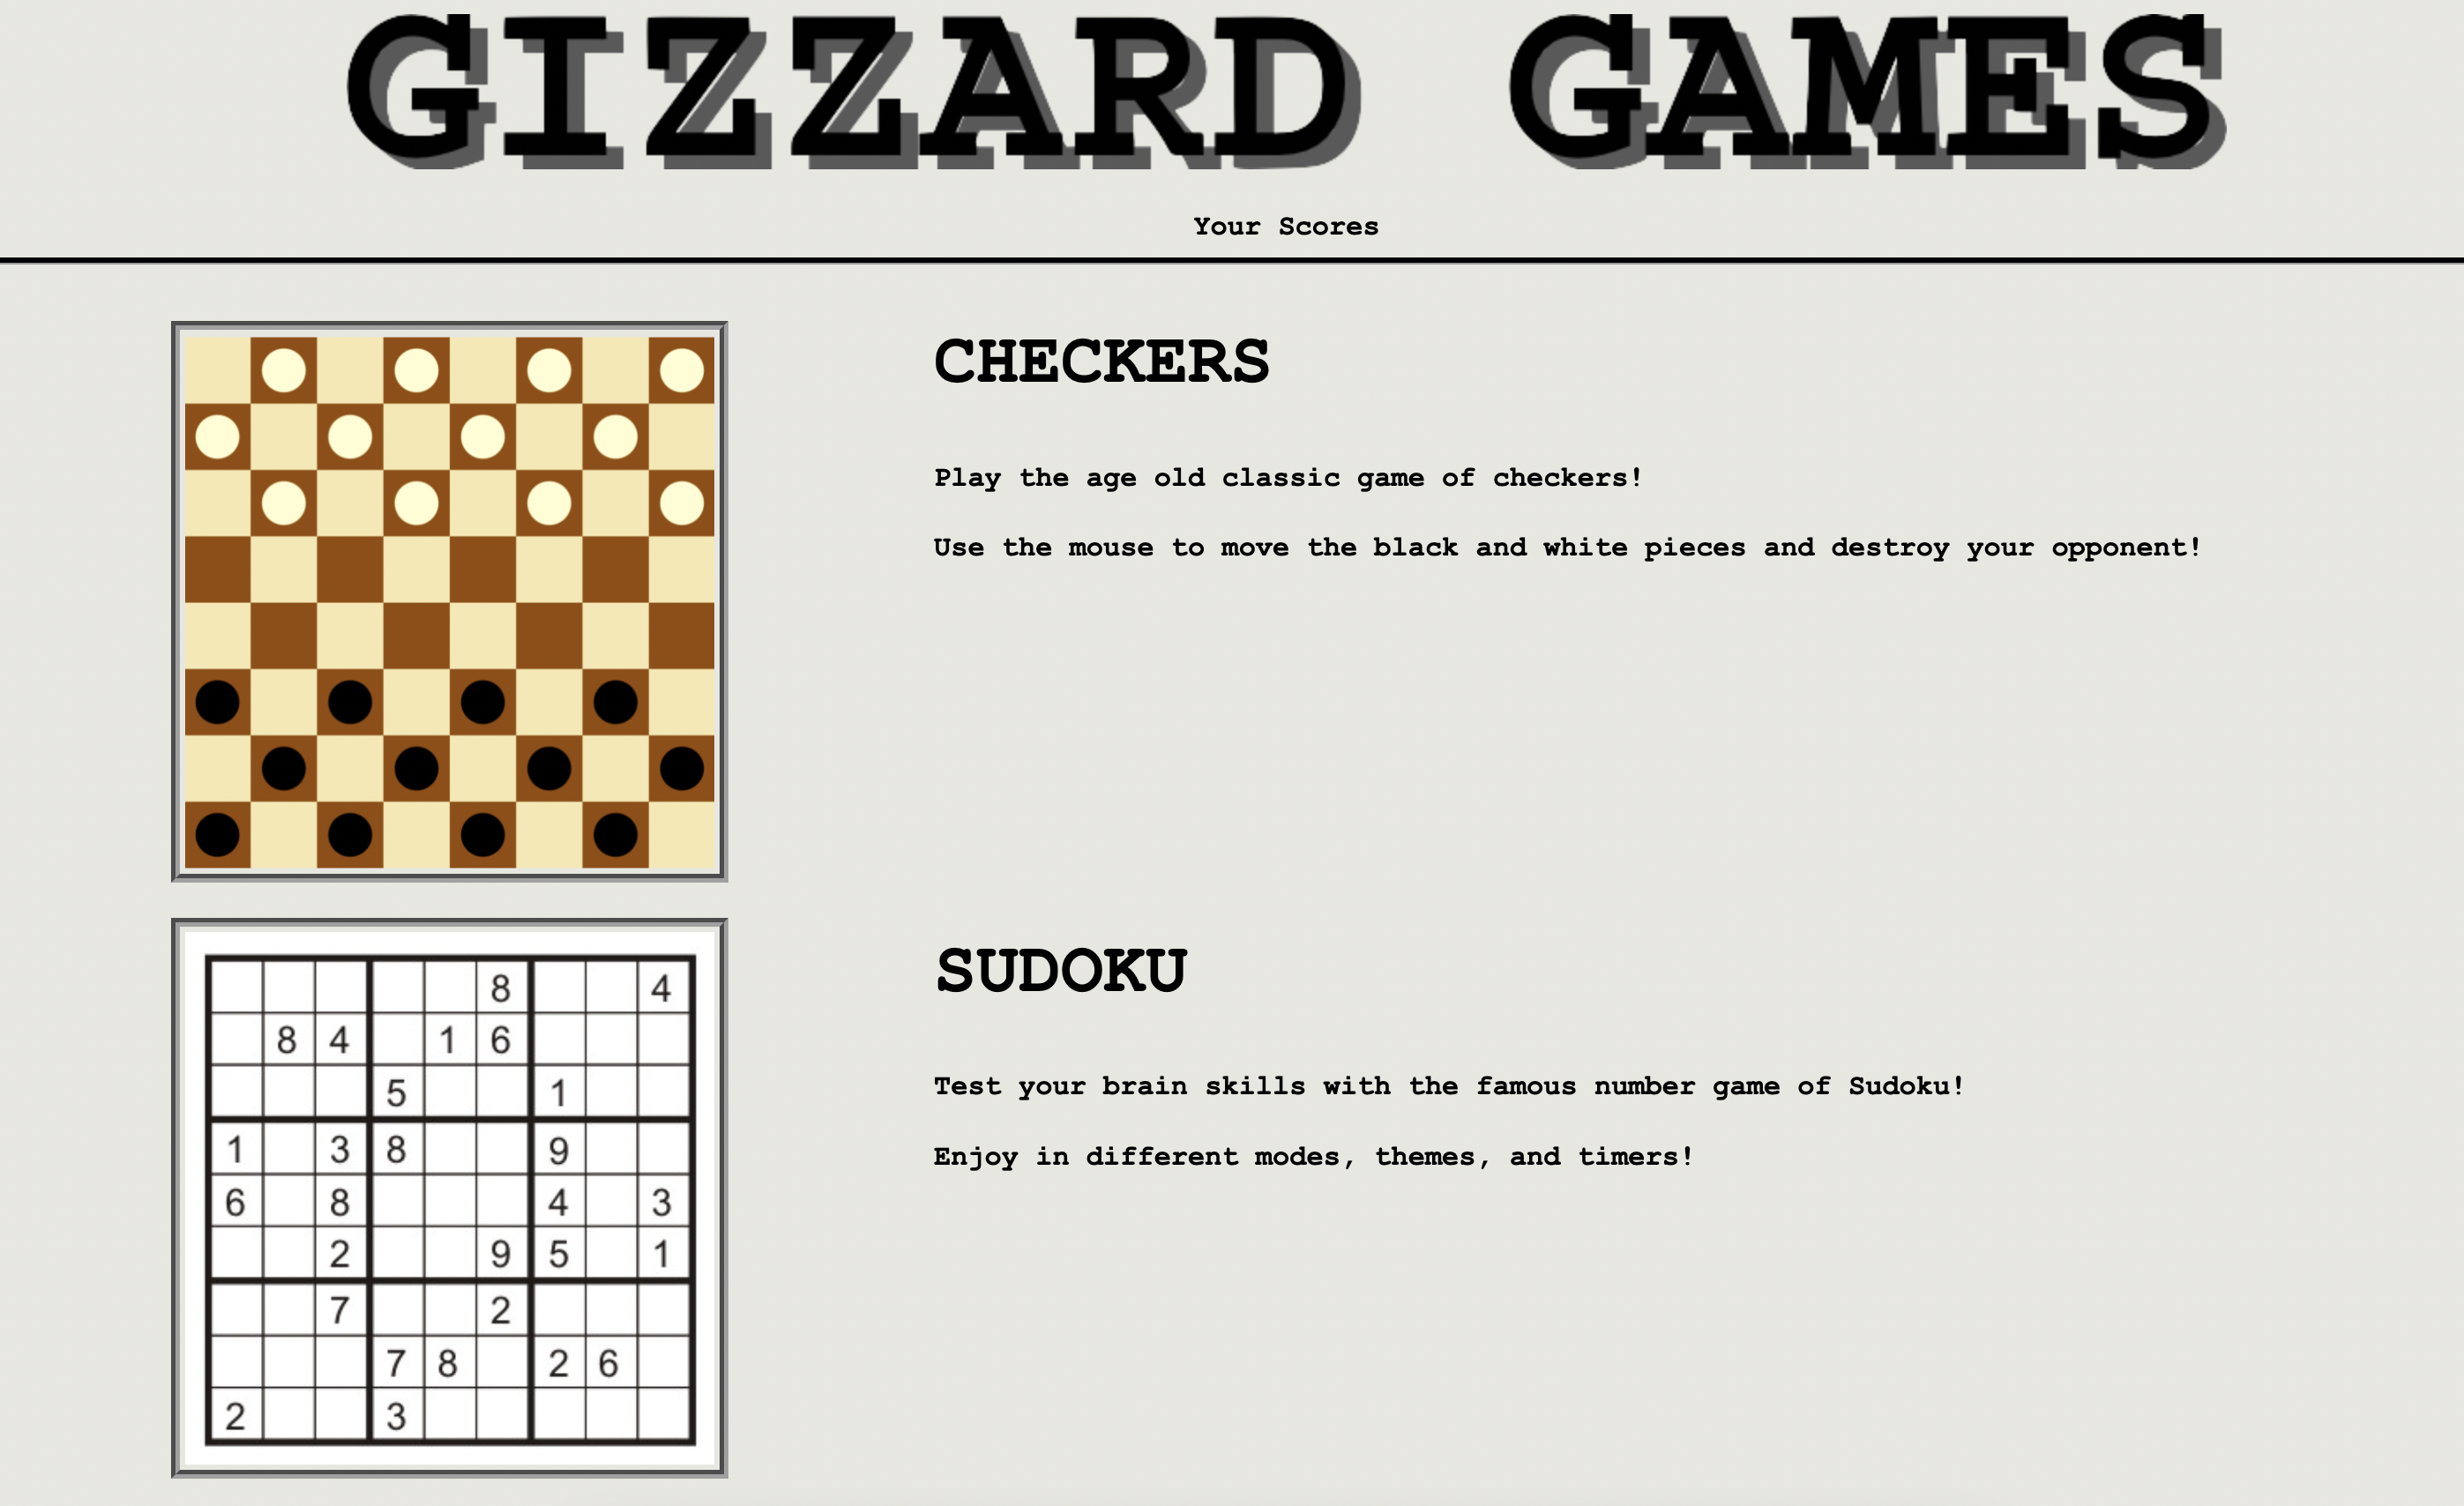 GIZZARD GAMES
Your Scores
CHECKERS
Play the age old classic game of checkers!
Use the mouse to move the black and white pieces and destroy your opponent!
8 4
8 4 1 6
5 1
1 3 8 9
6 8 4 3
2 9 5 1
7 2
7 8 2 6
2 3
SUDOKU
Test your brain skills with the famous number game of Sudoku!
Enjoy in different modes, themes, and timers!